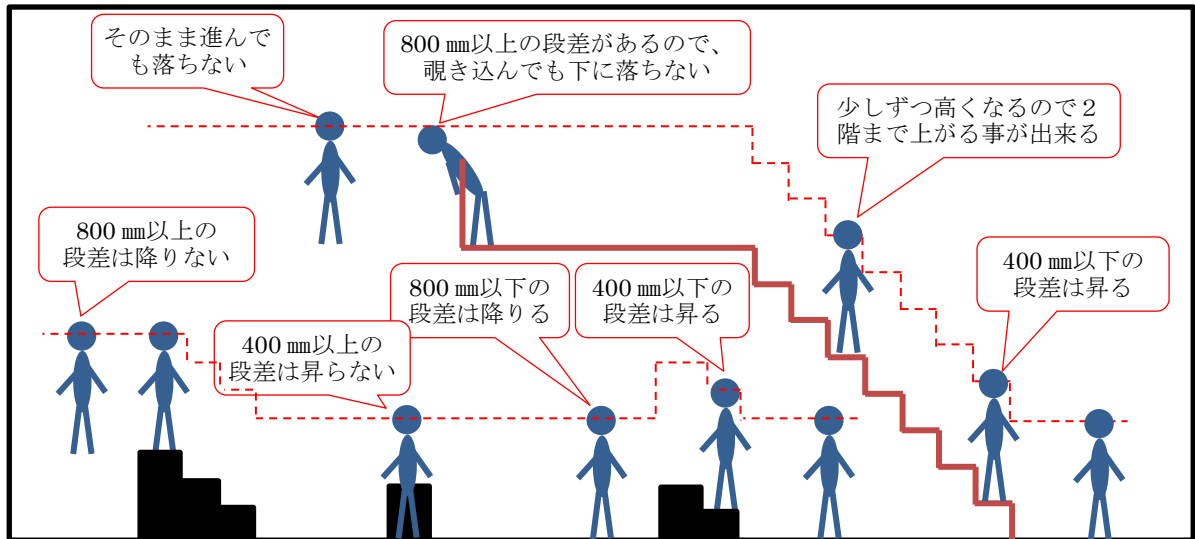 そのまま進んで
も落ちない
800 ㎜以上の段差があるので、
覗き込んでも下に落ちない
少しずつ高くなるので２
階まで上がる事が出来る
800 ㎜以上の
段差は降りない
400 ㎜以上の
段差は昇らない
800 ㎜以下の
段差は降りる
400 ㎜以下の
段差は昇る
400 ㎜以下の
段差は昇る